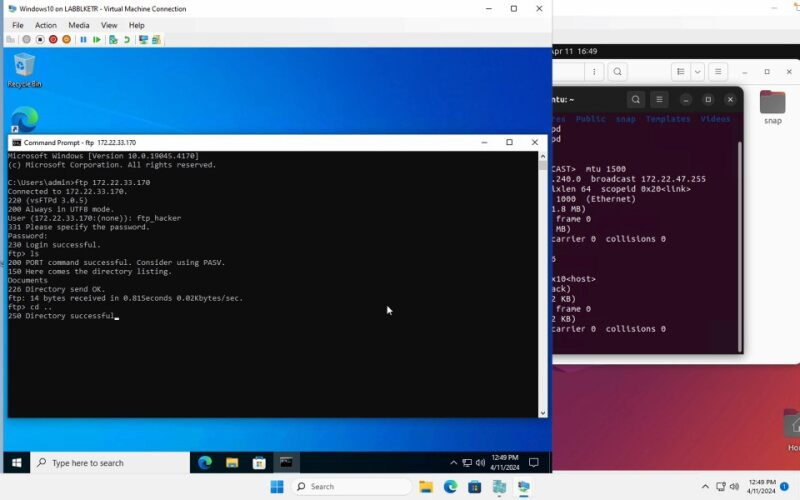 Windows10 on LABBLKETR - Virtual Machine Connection
File Action Media View Help
Recycle Bin
Command Prompt - ftp 172.22.33.170
Microsoft Windows [Version 10.0.19045.4170]
(c) Microsoft Corporation. All rights reserved.
C:\Users\admin>ftp 172.22.33.170
Connected to 172.22.33.170.
220 (vsFTPd 3.0.5)
200 Always in UTF8 mode.
User (172.22.33.170:(none)): ftp_hacker
331 Please specify the password.
Password:
230 Login successful.
ftp> ls
200 PORT command successful. Consider using PASV.
150 Here comes the directory listing.
Documents
226 Directory send OK.
ftp: 14 bytes received in 0.81Seconds 0.02Kbytes/sec.
ftp> cd ..
250 Directory successful
Type here to search
12:49 PM
4/11/2024
Apr 11 16:49
ntu: ~
res Public snap Templates Videos
pd
pd
CAST> mtu 1500
.240.0 broadcast 172.22.47.255
ixlen 64 scopeid 0x20<link>
1000 (Ethernet)
1.8 MB)
frame 0
MB)
carrier 0 collisions 0
6
x10<host>
ack)
2 KB)
frame 0
2 KB)
carrier 0 collisions 0
snap
Ho
Search
12:49 PM
4/11/2024